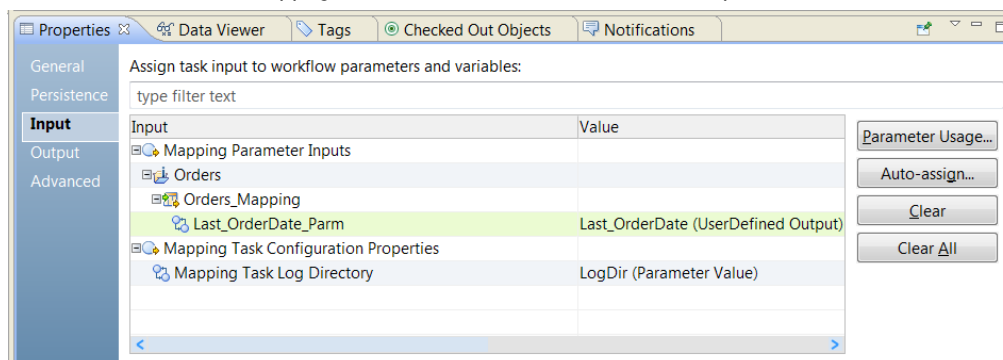 Properties Data Viewer Tags Checked Out Objects Notifications
General
Persistence
Input
Output
Advanced
Assign task input to workflow parameters and variables:
type filter text
Input Value
Mapping Parameter Inputs
Orders
Orders_Mapping
Last_OrderDate_Parm Last_OrderDate (UserDefined Output)
Mapping Task Configuration Properties
Mapping Task Log Directory LogDir (Parameter Value)
Parameter Usage...
Auto-assign...
Clear
Clear All